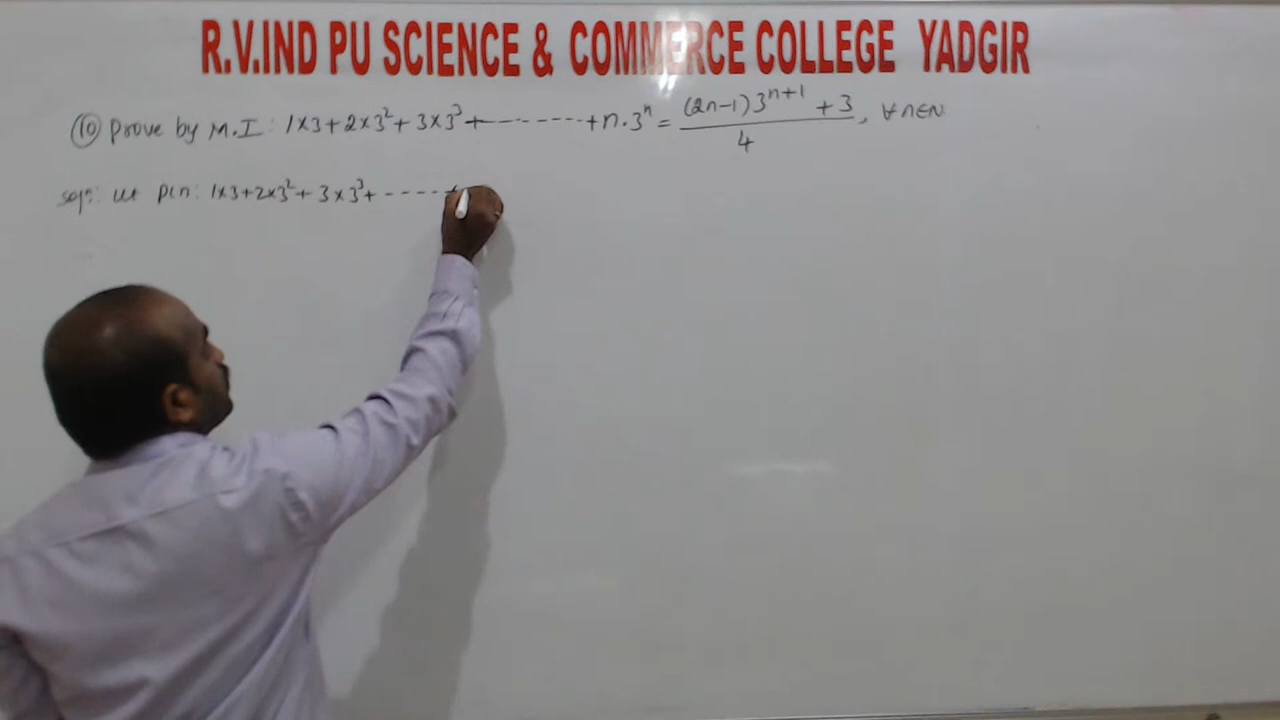 R.V.IND PU SCIENCE & COMMERCE COLLEGE YADGIR
(10) Prove by M.I: 1×3+2×3²+3×3³+-------+n.3ⁿ = ((2n-1)3ⁿ⁺¹ +3)/4, ∀n∈N
Solⁿ: let P(n: 1×3+2×3²+3×3³+-----+